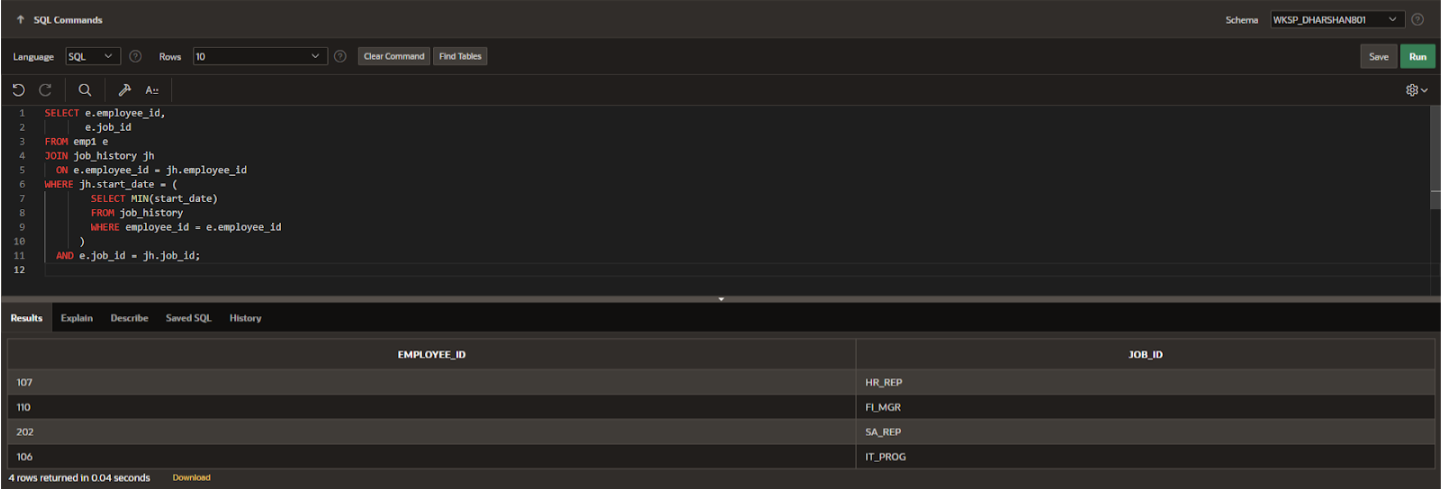 SQL Commands Schema WKSP_DHARSHAN801
Language SQL Rows 10 Clear Command Find Tables Save Run
A::
1 SELECT e.employee_id,
2 e.job_id
3 FROM emp1 e
4 JOIN job_history jh
5 ON e.employee_id = jh.employee_id
6 WHERE jh.start_date = (
7 SELECT MIN(start_date)
8 FROM job_history
9 WHERE employee_id = e.employee_id
10 )
11 AND e.job_id = jh.job_id;
12
Results Explain Describe Saved SQL History
EMPLOYEE_ID JOB_ID
107 HR_REP
110 FI_MGR
202 SA_REP
106 IT_PROG
4 rows returned in 0.04 seconds Download